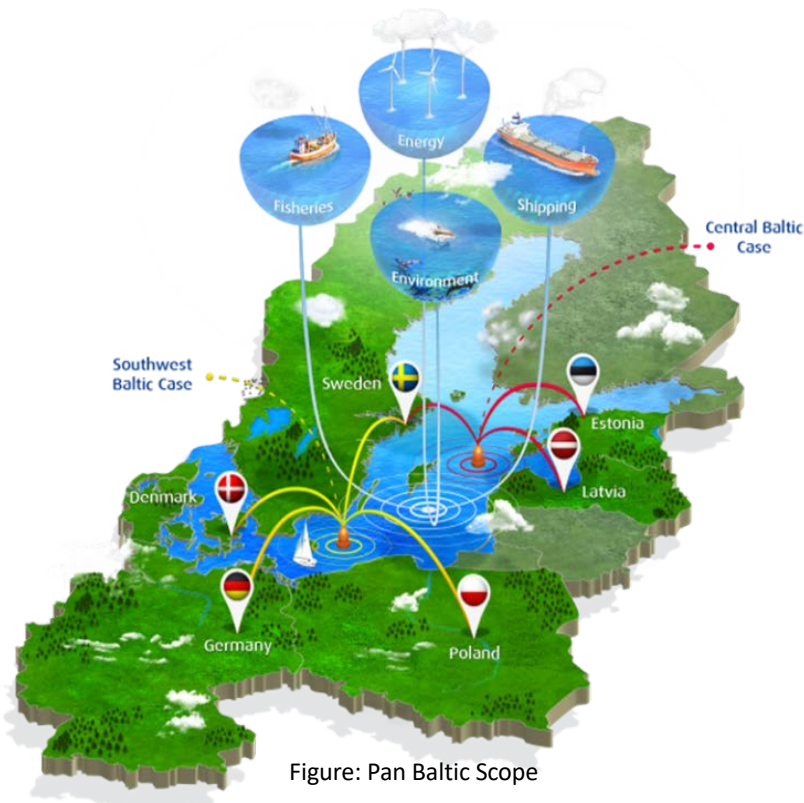 Energy
Fisheries
Shipping
Central Baltic
Case
Environment
Southwest
Baltic Case
Sweden
Estonia
Denmark
Latvia
Germany
Poland
Figure: Pan Baltic Scope